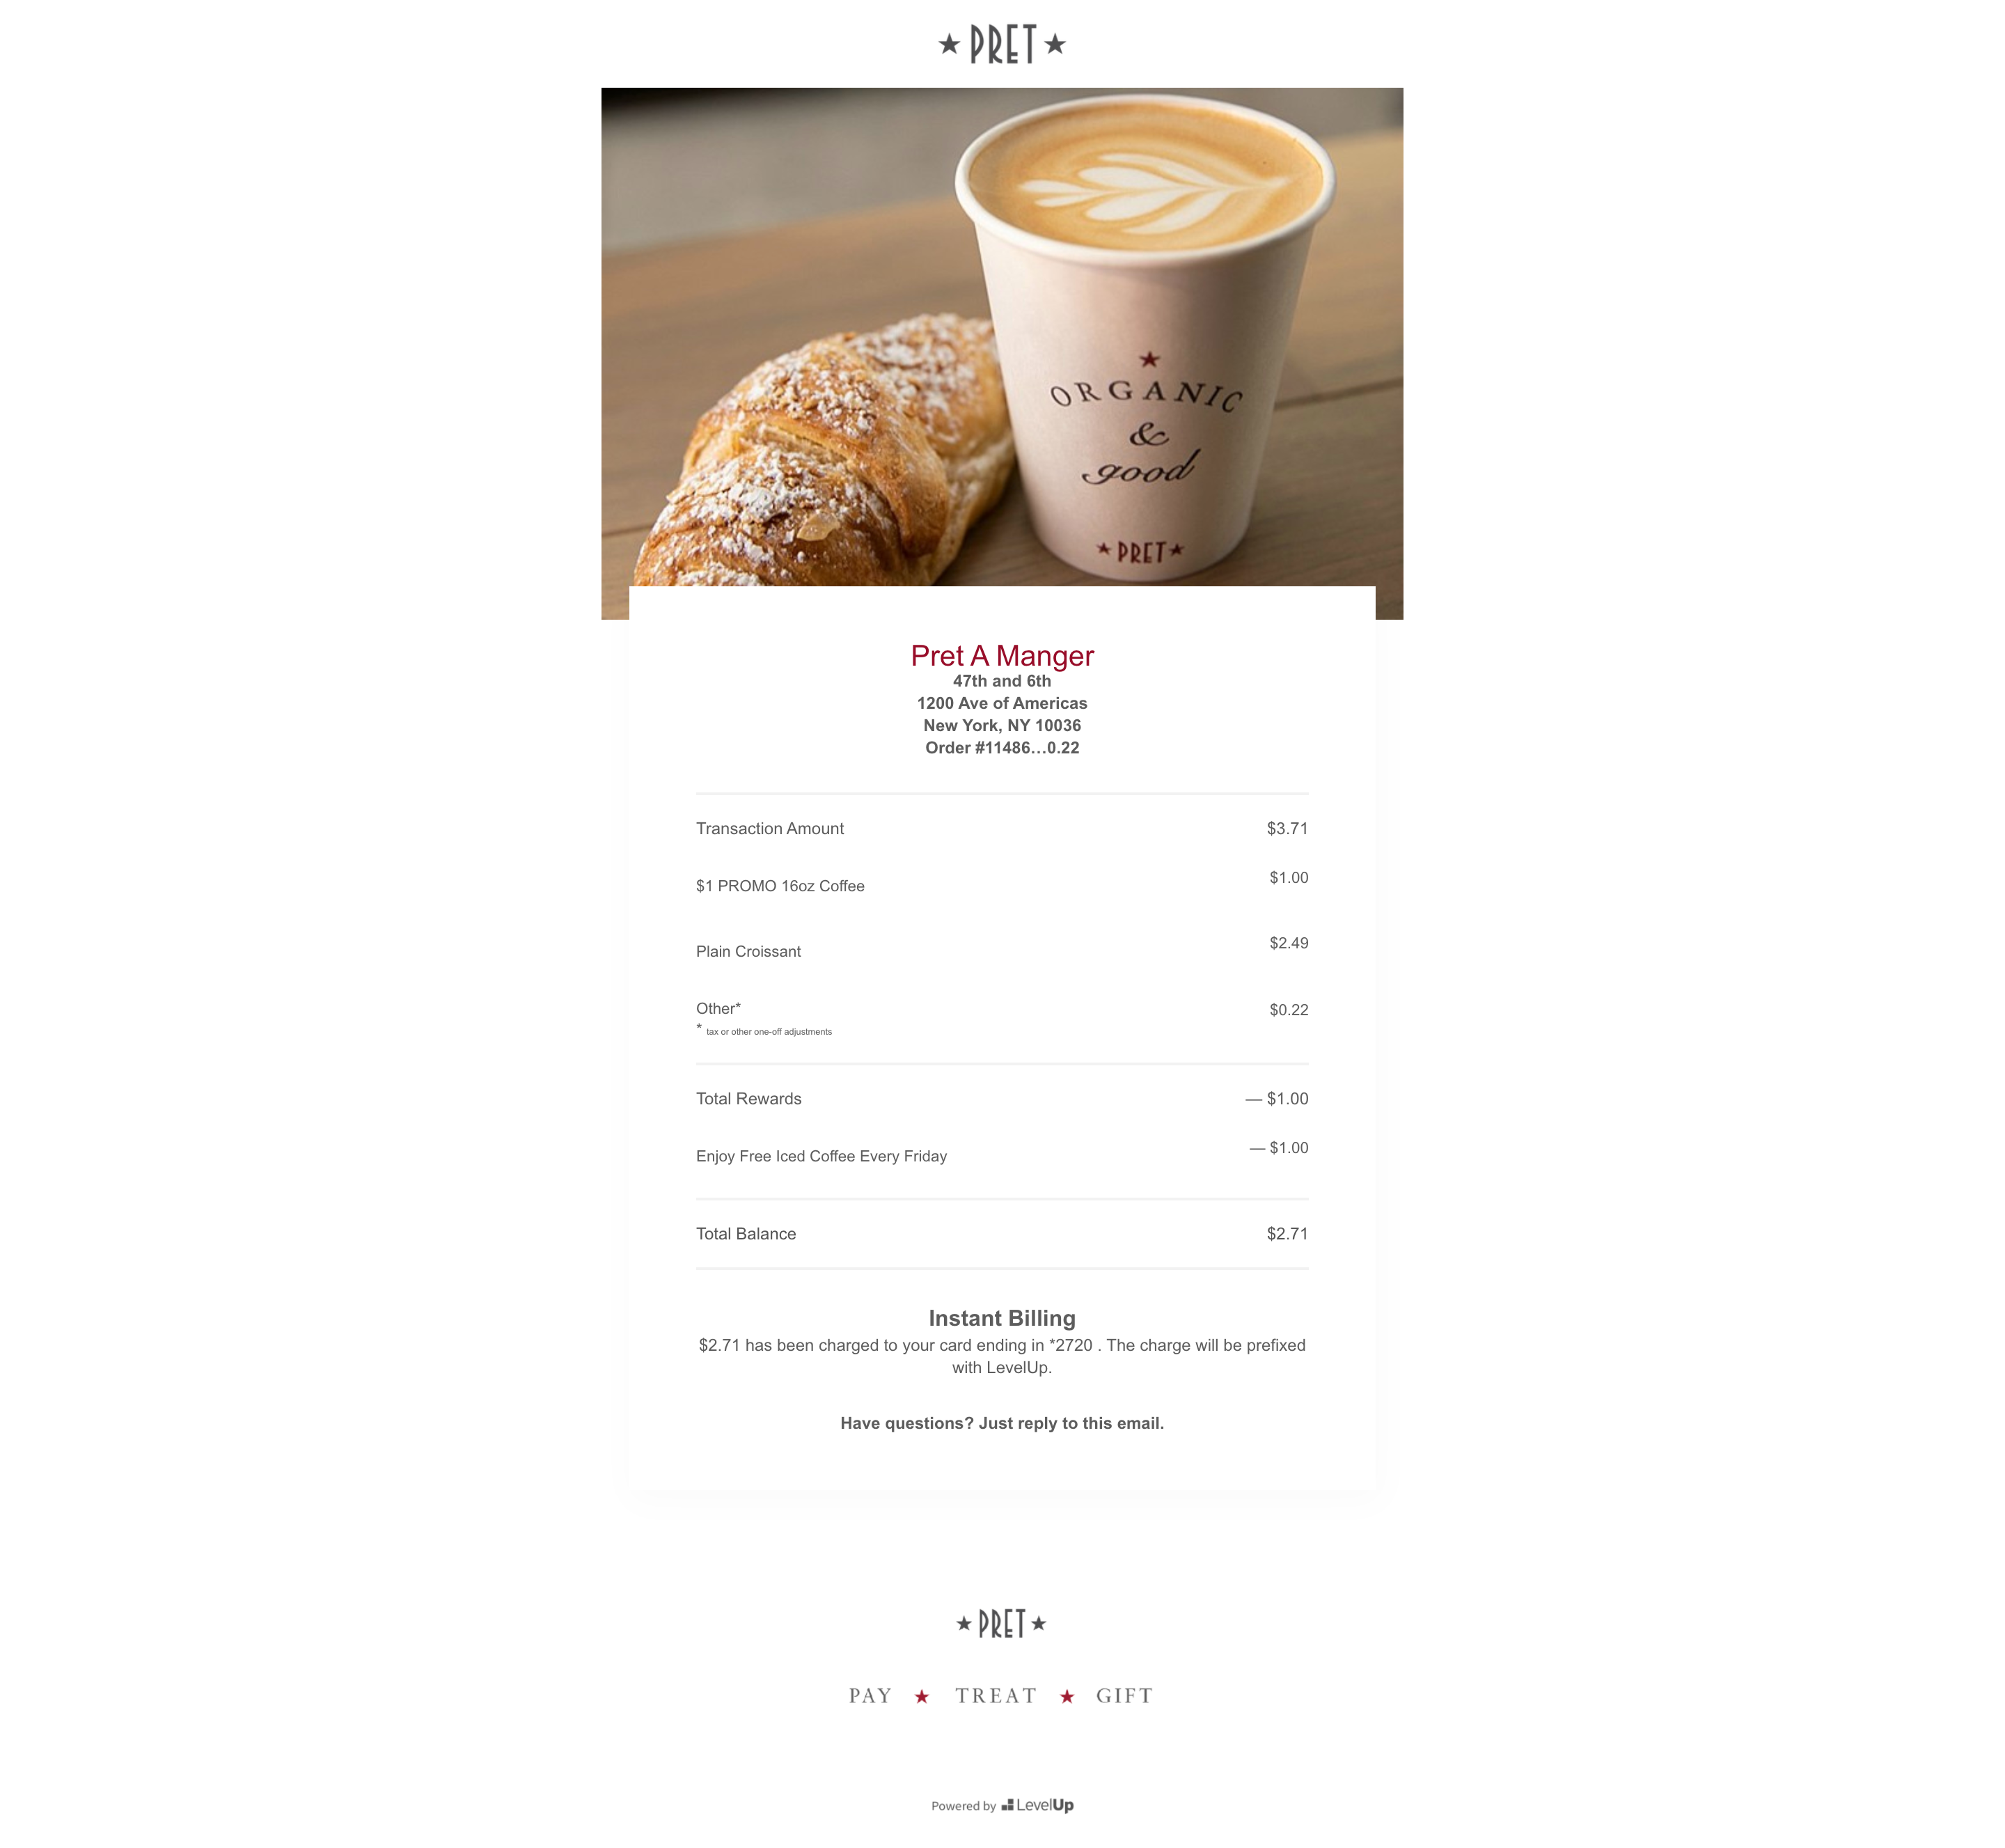 ★ PRET ★
★
ORGANIC
&
good
★ PRET ★
Pret A Manger
47th and 6th
1200 Ave of Americas
New York, NY 10036
Order #11486…0.22
Transaction Amount $3.71
$1 PROMO 16oz Coffee $1.00
Plain Croissant $2.49
Other* $0.22
* tax or other one-off adjustments
Total Rewards — $1.00
Enjoy Free Iced Coffee Every Friday — $1.00
Total Balance $2.71
Instant Billing
$2.71 has been charged to your card ending in *2720 . The charge will be prefixed
with LevelUp.
Have questions? Just reply to this email.
★ PRET ★
PAY ★ TREAT ★ GIFT
Powered by LevelUp